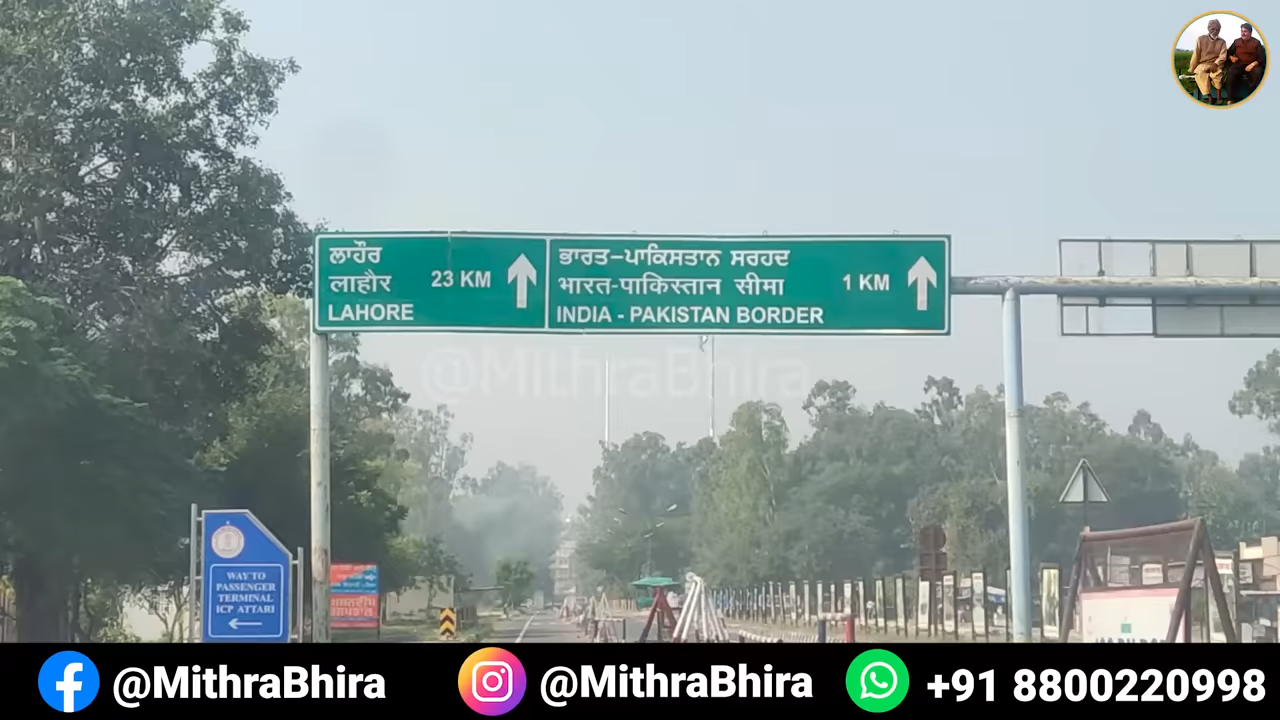 ਲਾਹੌਰ
लाहौर
LAHORE
23 KM
ਭਾਰਤ-ਪਾਕਿਸਤਾਨ ਸਰਹਦ
भारत-पाकिस्तान सीमा
INDIA - PAKISTAN BORDER
1 KM
@MithraBhira
WAY TO
PASSENGER
TERMINAL
ICP ATTARI
@MithraBhira
@MithraBhira
+91 8800220998